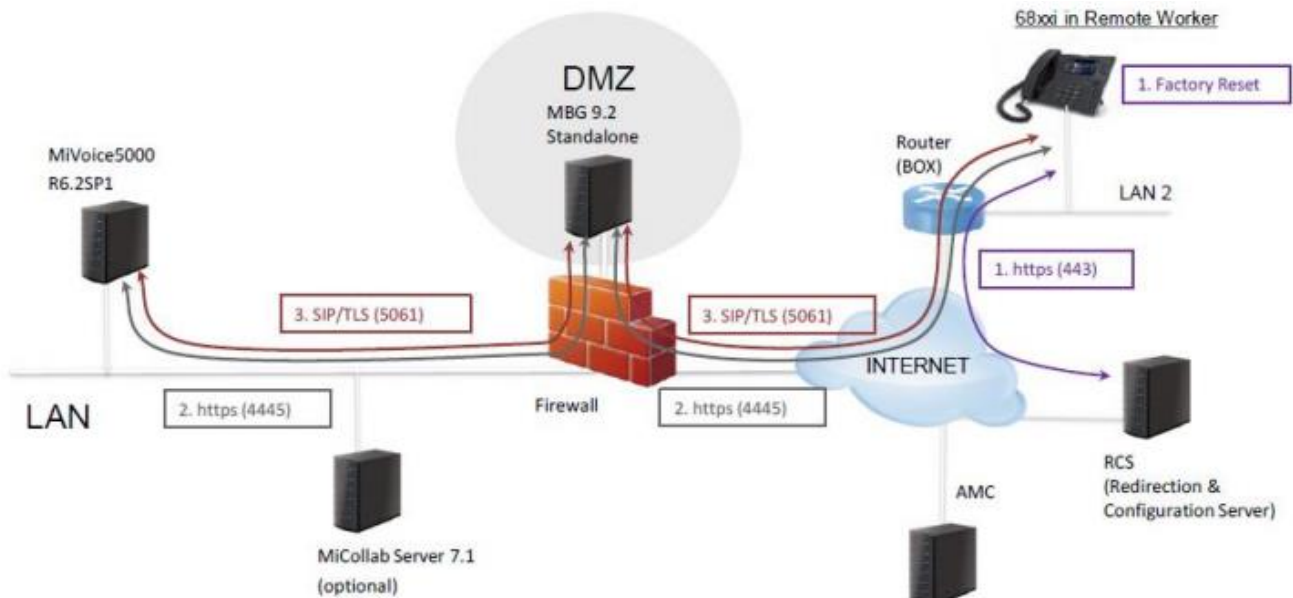 68xxi in Remote Worker
DMZ
1. Factory Reset
MBG 9.2
Standalone
Router
(BOX)
MiVoice5000
R6.2SP1
LAN 2
1. https (443)
3. SIP/TLS (5061)
3. SIP/TLS (5061)
INTERNET
LAN
2. https (4445)
Firewall
2. https (4445)
RCS
(Redirection &
Configuration Server)
AMC
MiCollab Server 7.1
(optional)